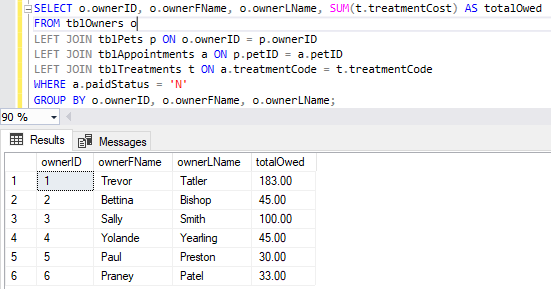 SELECT o.ownerID, o.ownerFName, o.ownerLName, SUM(t.treatmentCost) AS totalOwed
FROM tblOwners o
LEFT JOIN tblPets p ON o.ownerID = p.ownerID
LEFT JOIN tblAppointments a ON p.petID = a.petID
LEFT JOIN tblTreatments t ON a.treatmentCode = t.treatmentCode
WHERE a.paidStatus = 'N'
GROUP BY o.ownerID, o.ownerFName, o.ownerLName;
90 %
Results Messages
ownerID ownerFName ownerLName totalOwed
1 1 Trevor Tatler 183.00
2 2 Bettina Bishop 45.00
3 3 Sally Smith 100.00
4 4 Yolande Yearling 45.00
5 5 Paul Preston 30.00
6 6 Praney Patel 33.00